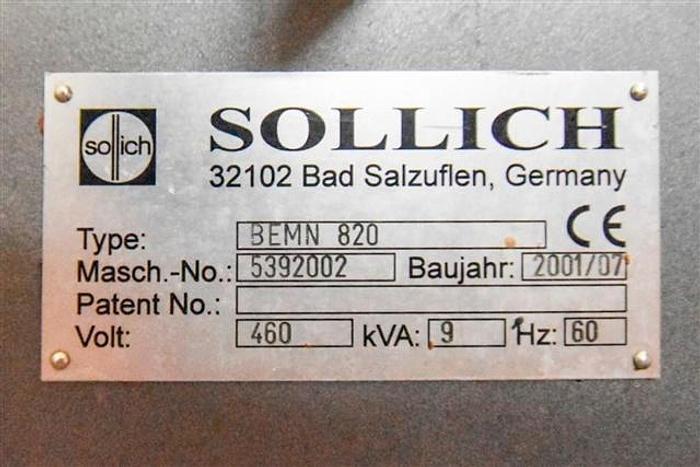 sollich
SOLLICH
32102 Bad Salzuflen, Germany
Type: BEMN 820 CE
Masch.-No.: 5392002 Baujahr: 2001/07
Patent No.:
Volt: 460 kVA: 9 Hz: 60